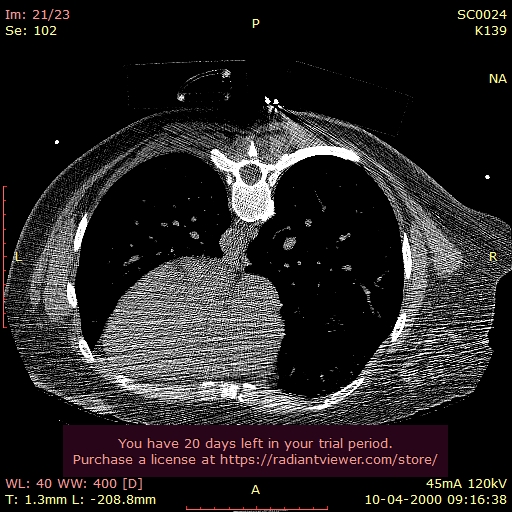 Im: 21/23
Se: 102
P
SC0024
K139
NA
L
R
You have 20 days left in your trial period.
Purchase a license at https://radiantviewer.com/store/
WL: 40 WW: 400 [D]
T: 1.3mm L: -208.8mm
A
45mA 120kV
10-04-2000 09:16:38